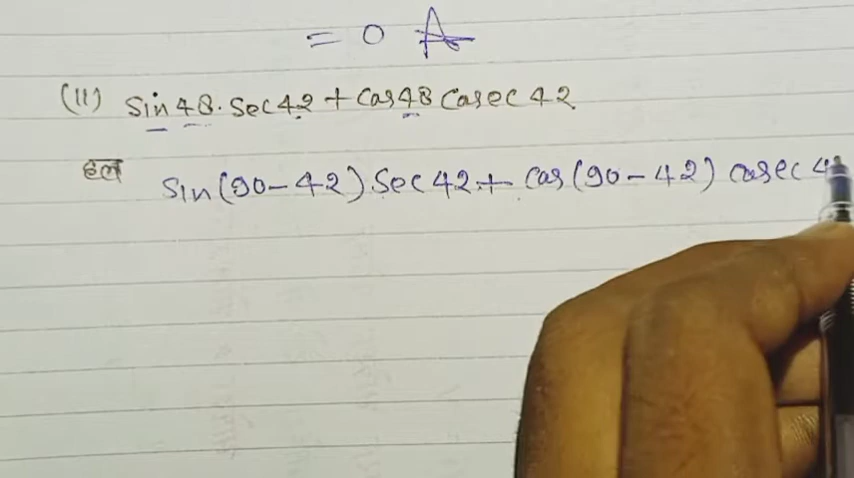 = 0 A
(II) Sin 48. Sec 42 + Cos 48 Cosec 42
हल Sin (90-42). Sec 42 + Cos (90-42) Cosec 4